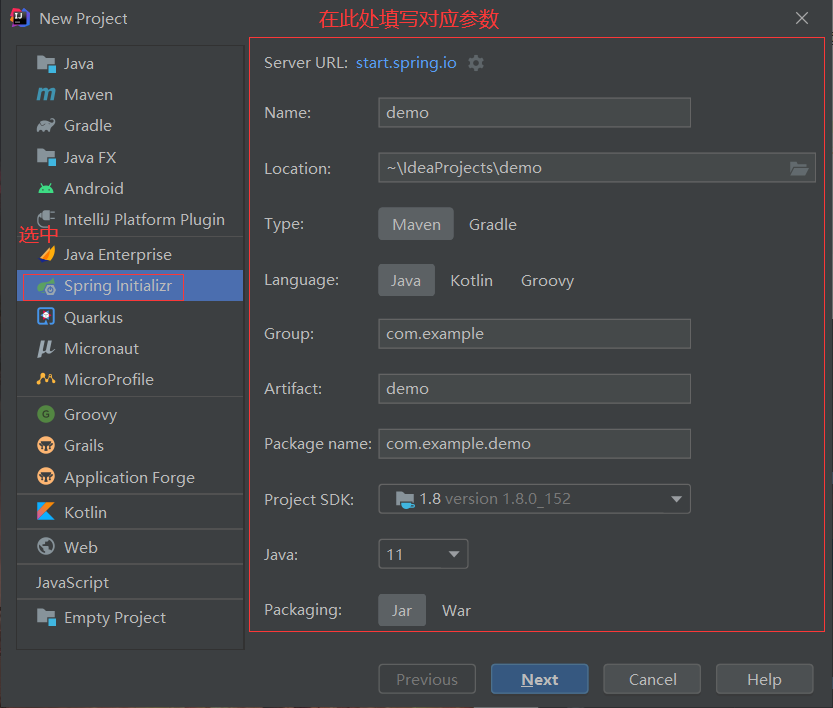 New Project
在此处填写对应参数
Java
Maven
Gradle
Java FX
Android
IntelliJ Platform Plugin
选中
Java Enterprise
Spring Initializr
Quarkus
Micronaut
MicroProfile
Groovy
Grails
Application Forge
Kotlin
Web
JavaScript
Empty Project
Server URL: start.spring.io
Name: demo
Location: ~\IdeaProjects\demo
Type: Maven Gradle
Language: Java Kotlin Groovy
Group: com.example
Artifact: demo
Package name: com.example.demo
Project SDK: 1.8 version 1.8.0_152
Java: 11
Packaging: Jar War
Previous Next Cancel Help